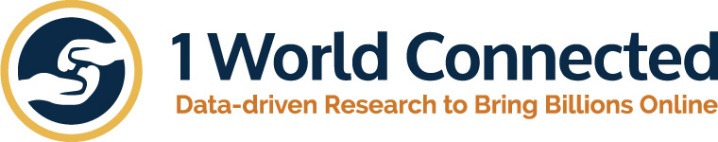 1 World Connected
Data-driven Research to Bring Billions Online